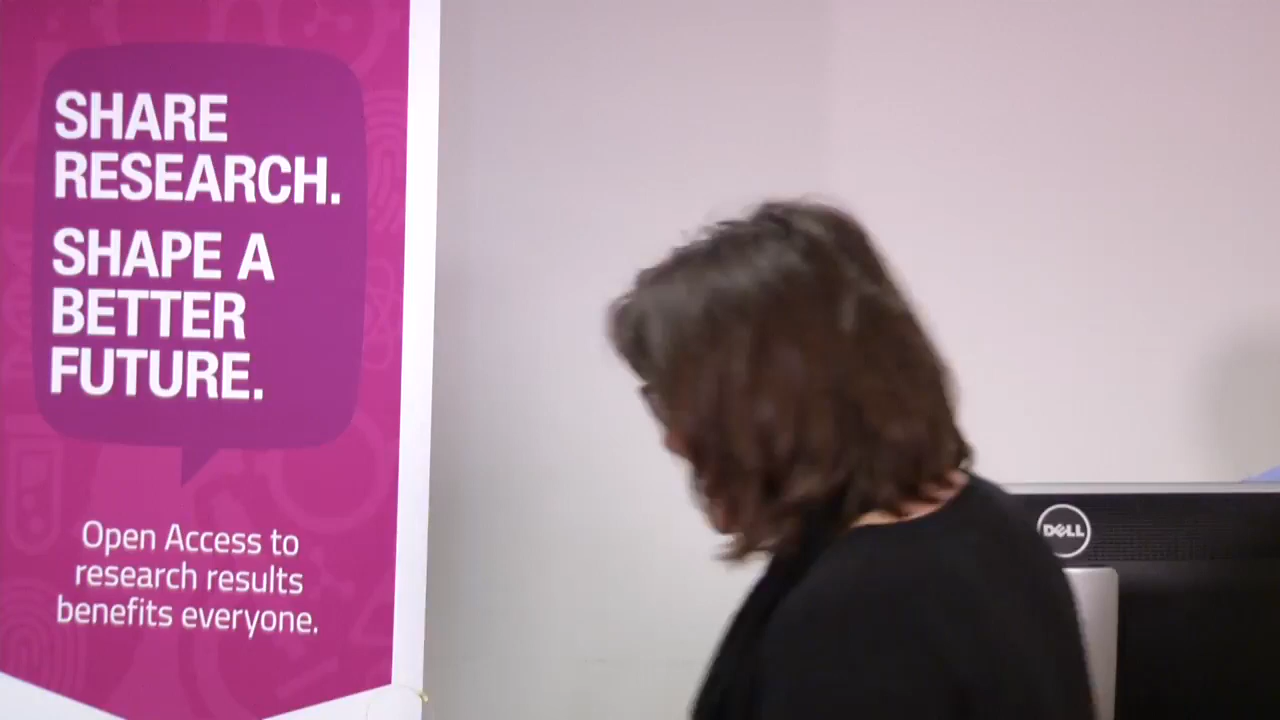 SHARE
RESEARCH.
SHAPE A
BETTER
FUTURE.
Open Access to
research results
benefits everyone.
DELL